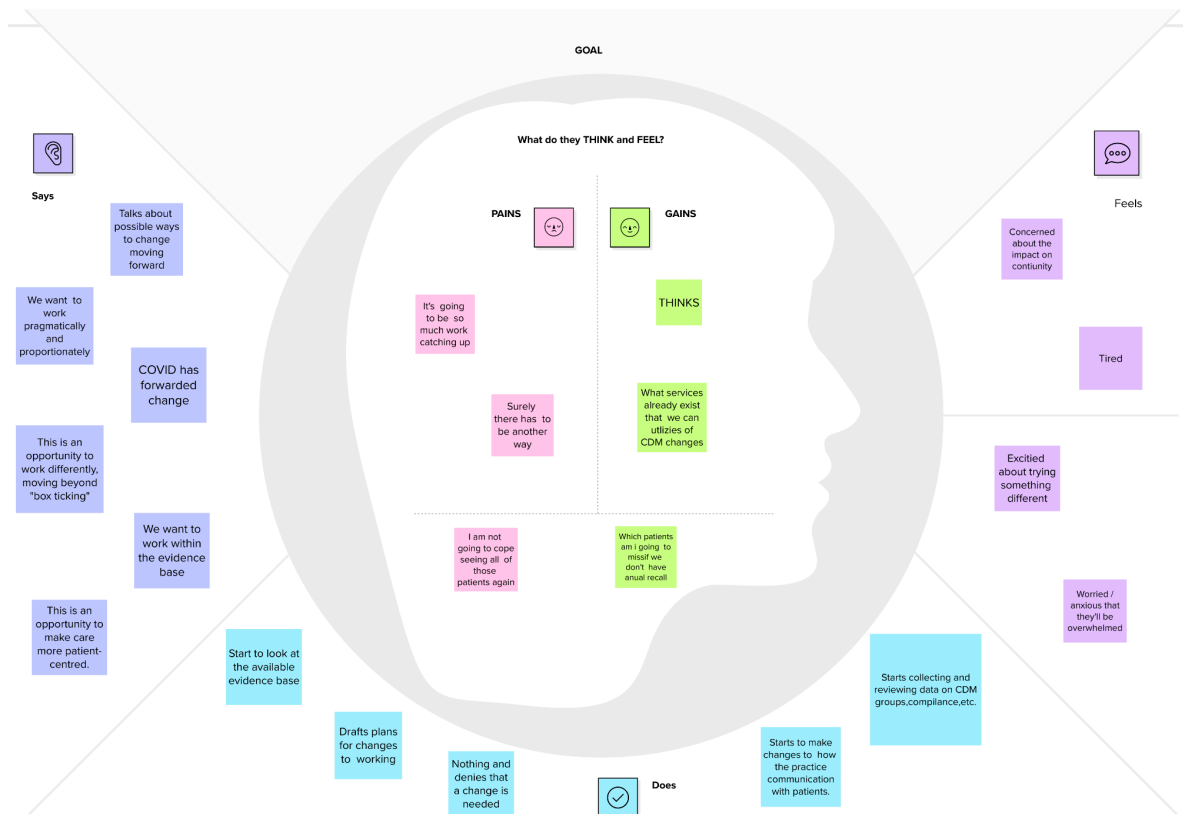 GOAL
What do they THINK and FEEL?
Says
Talks about
possible ways
to change
moving
forward
We want to
work
pragmatically
and
proportionately
COVID has
forwarded
change
This is an
opportunity to
work differently,
moving beyond
"box ticking"
We want to
work within
the evidence
base
This is an
opportunity to
make care
more patient-
centred.
PAINS
It's going
to be so
much work
catching up
Surely
there has to
be another
way
I am not
going to cope
seeing all of
those
patients again
GAINS
THINKS
What services
already exist
that we can
utlizies of
CDM changes
Which patients
am i going to
missif we
don't have
anual recall
Feels
Concerned
about the
impact on
contiunity
Tired
Excitied
about trying
something
different
Worried /
anxious that
they'll be
overwhelmed
Start to look at
the available
evidence base
Drafts plans
for changes
to working
Nothing and
denies that
a change is
needed
Does
Starts to make
changes to how
the practice
communication
with patients.
Starts collecting and
reviewing data on CDM
groups,compilance,etc.